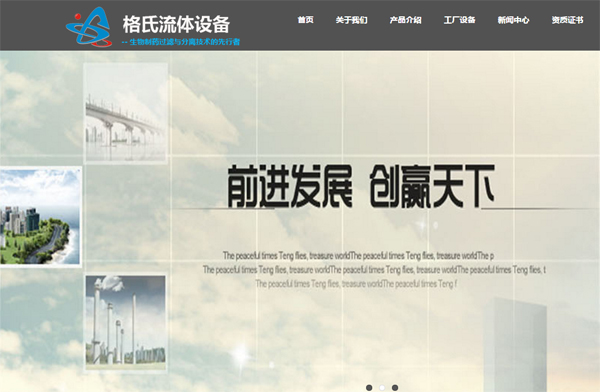 格氏流体设备
-- 生物制药过滤与分离技术的先行者
首页 关于我们 产品介绍 工厂设备 新闻中心 资质证书
前进发展 创赢天下
The peaceful times Teng flies, treasure worldThe peaceful times Teng flies, treasure worldThe p
The peaceful times Teng flies, treasure worldThe peaceful times Teng flies, treasure worldThe peaceful times Teng flies, t
The peaceful times Teng flies, treasure worldThe peaceful times Teng f